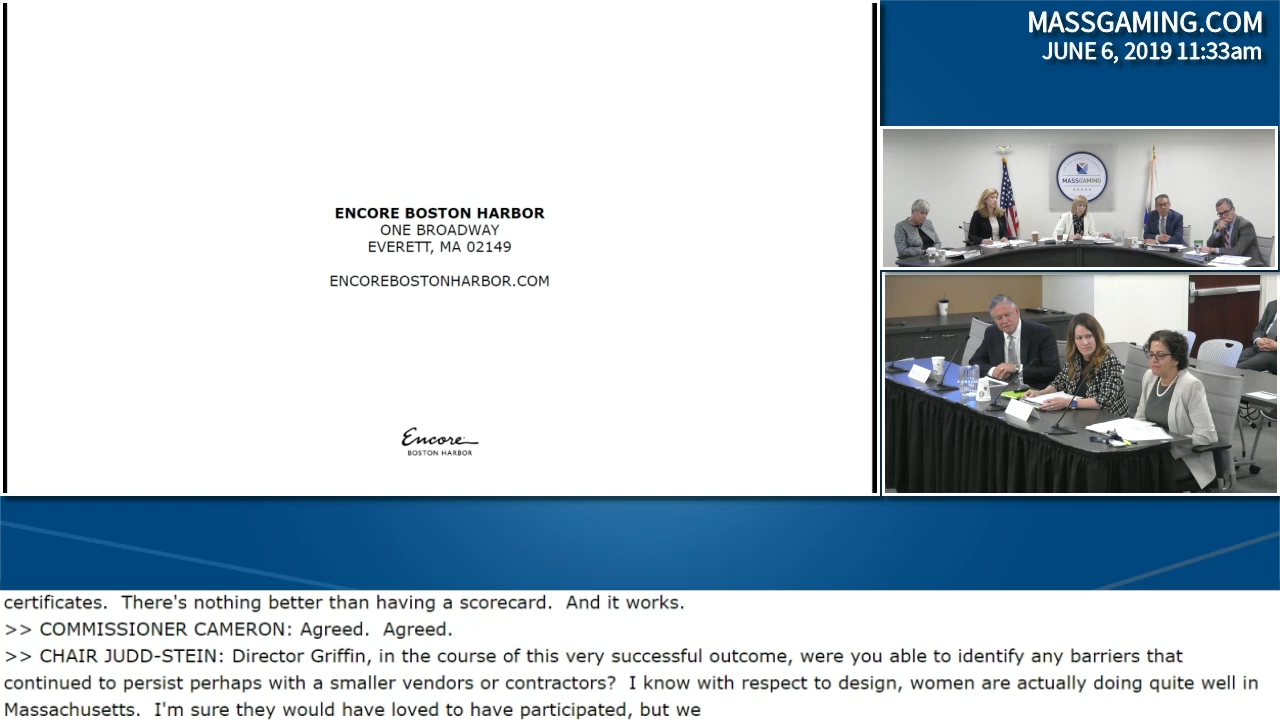 MASSGAMING.COM
JUNE 6, 2019 11:33am
MASSGAMING
ENCORE BOSTON HARBOR
ONE BROADWAY
EVERETT, MA 02149
ENCOREBOSTONHARBOR.COM
Encore
BOSTON HARBOR
certificates. There's nothing better than having a scorecard. And it works.
>> COMMISSIONER CAMERON: Agreed. Agreed.
>> CHAIR JUDD-STEIN: Director Griffin, in the course of this very successful outcome, were you able to identify any barriers that
continued to persist perhaps with a smaller vendors or contractors? I know with respect to design, women are actually doing quite well in
Massachusetts. I'm sure they would have loved to have participated, but we